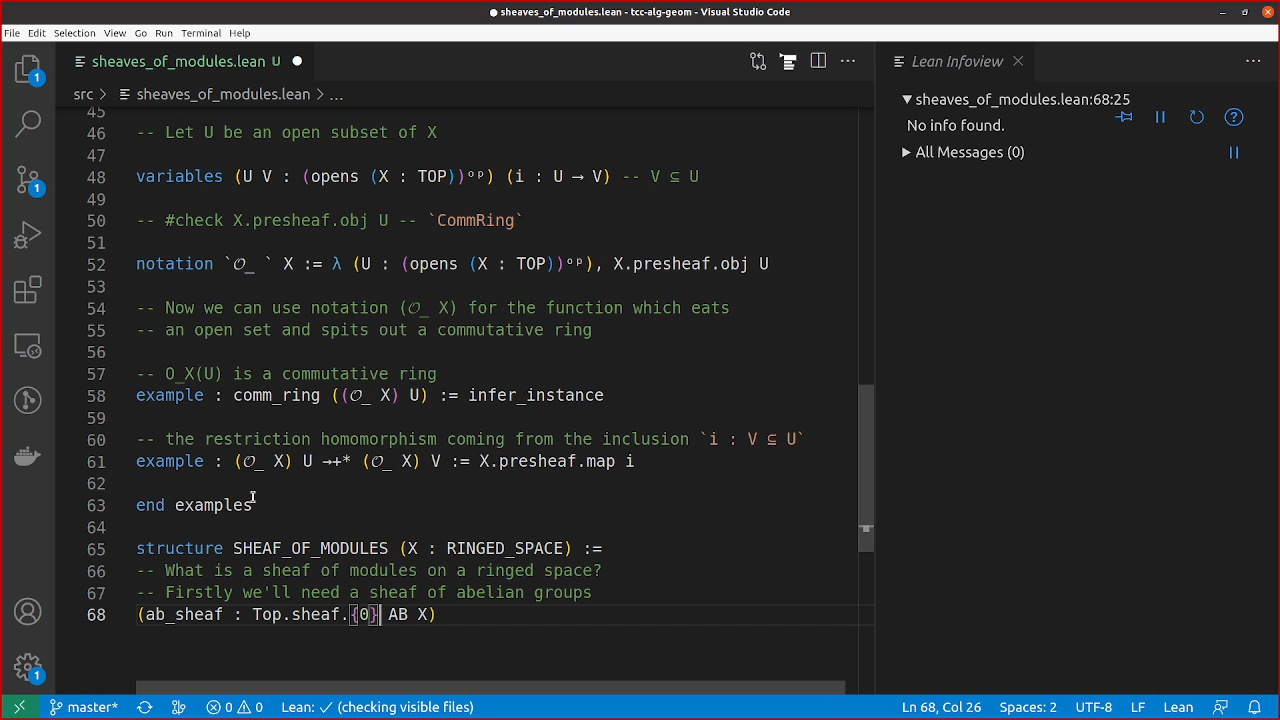 ● sheaves_of_modules.lean - tcc-alg-geom - Visual Studio Code
File Edit Selection View Go Run Terminal Help
sheaves_of_modules.lean U ●
Lean Infoview
src > sheaves_of_modules.lean > ...
▼sheaves_of_modules.lean:68:25
No info found.
▶ All Messages (0)
45
46 -- Let U be an open subset of X
47
48 variables (U V : (opens (X : TOP))ᵒᵖ) (i : U → V) -- V ⊆ U
49
50 -- #check X.presheaf.obj U -- `CommRing`
51
52 notation `𝒪_ ` X := λ (U : (opens (X : TOP))ᵒᵖ), X.presheaf.obj U
53
54 -- Now we can use notation (𝒪_ X) for the function which eats
55 -- an open set and spits out a commutative ring
56
57 -- O_X(U) is a commutative ring
58 example : comm_ring ((𝒪_ X) U) := infer_instance
59
60 -- the restriction homomorphism coming from the inclusion `i : V ⊆ U`
61 example : (𝒪_ X) U →+* (𝒪_ X) V := X.presheaf.map i
62
63 end examples
64
65 structure SHEAF_OF_MODULES (X : RINGED_SPACE) :=
66 -- What is a sheaf of modules on a ringed space?
67 -- Firstly we'll need a sheaf of abelian groups
68 (ab_sheaf : Top.sheaf.{0} AB X)
1
1
1
master* 0 0 Lean: ✓ (checking visible files) Ln 68, Col 26 Spaces: 2 UTF-8 LF Lean